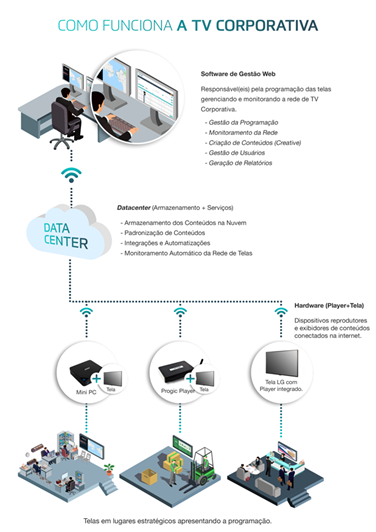 COMO FUNCIONA A TV CORPORATIVA
Software de Gestão Web
Responsável(eis) pela programação das telas
gerenciando e monitorando a rede de TV
Corporativa.
- Gestão da Programação
- Monitoramento da Rede
- Criação de Conteúdos (Creative)
- Gestão de Usuários
- Geração de Relatórios
DATA
CENTER
Datacenter (Armazenamento + Serviços)
- Armazenamento dos Conteúdos na Nuvem
- Padronização de Conteúdos
- Integrações e Automatizações
- Monitoramento Automático da Rede de Telas
Hardware (Player+Tela)
Dispositivos reprodutores
e exibidores de conteúdos
conectados na internet.
Mini PC
Tela
Progic Player
Tela
Tela LG com
Player integrado.
Telas em lugares estratégicos apresentando a programação.